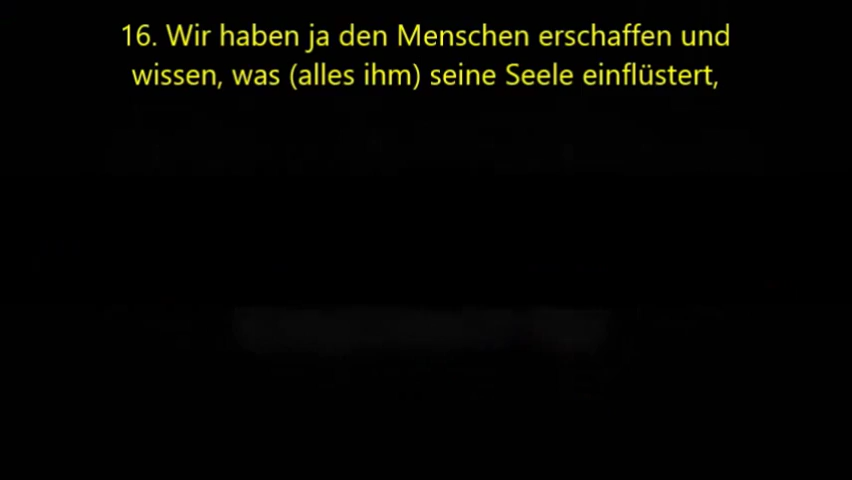 16. Wir haben ja den Menschen erschaffen und
wissen, was (alles ihm) seine Seele einflüstert,